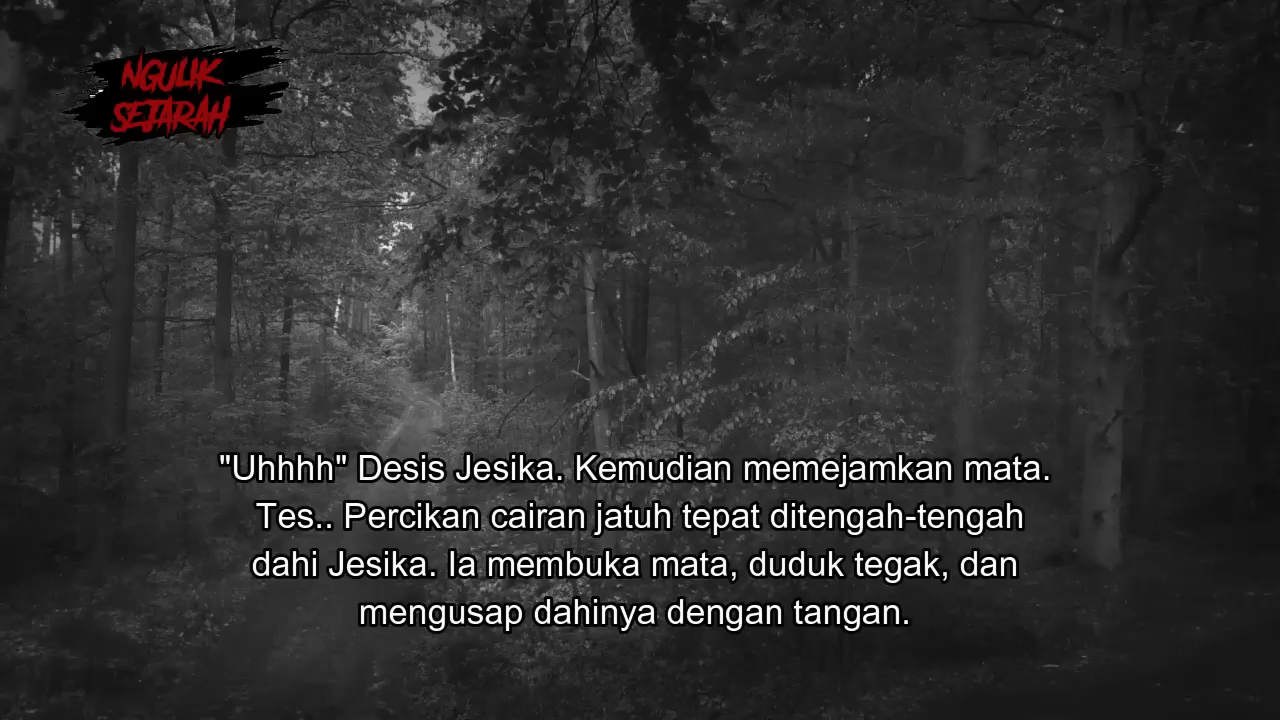 NGULIK
SEJARAH
"Uhhhh" Desis Jesika. Kemudian memejamkan mata.
Tes.. Percikan cairan jatuh tepat ditengah-tengah
dahi Jesika. Ia membuka mata, duduk tegak, dan
mengusap dahinya dengan tangan.